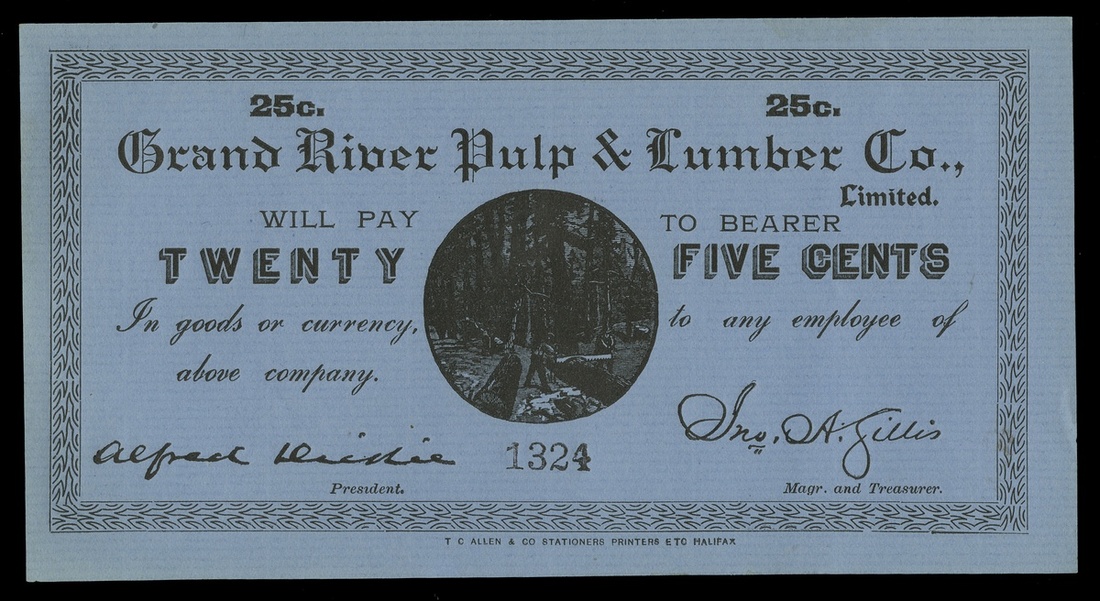 25c. 25c.
Grand River Pulp & Lumber Co.,
Limited.
WILL PAY TO BEARER
TWENTY FIVE CENTS
In goods or currency, to any employee of
above company.
Alfred Dickie 1324 Jno. A. Gillis
President. Magr. and Treasurer.
T C ALLEN & CO STATIONERS PRINTERS ETC HALIFAX